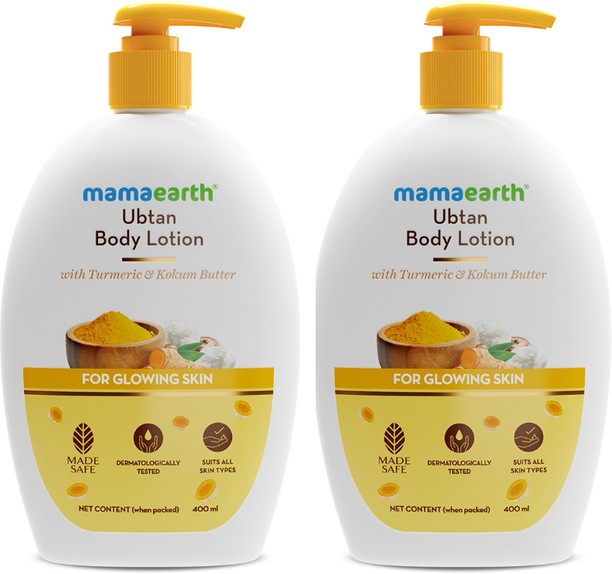 mamaearth®
Ubtan
Body Lotion
with Turmeric & Kokum Butter
FOR GLOWING SKIN
MADE
SAFE
DERMATOLOGICALLY
TESTED
SUITS ALL
SKIN TYPES
NET CONTENT (when packed) 400 ml
mamaearth®
Ubtan
Body Lotion
with Turmeric & Kokum Butter
FOR GLOWING SKIN
MADE
SAFE
DERMATOLOGICALLY
TESTED
SUITS ALL
SKIN TYPES
NET CONTENT (when packed) 400 ml